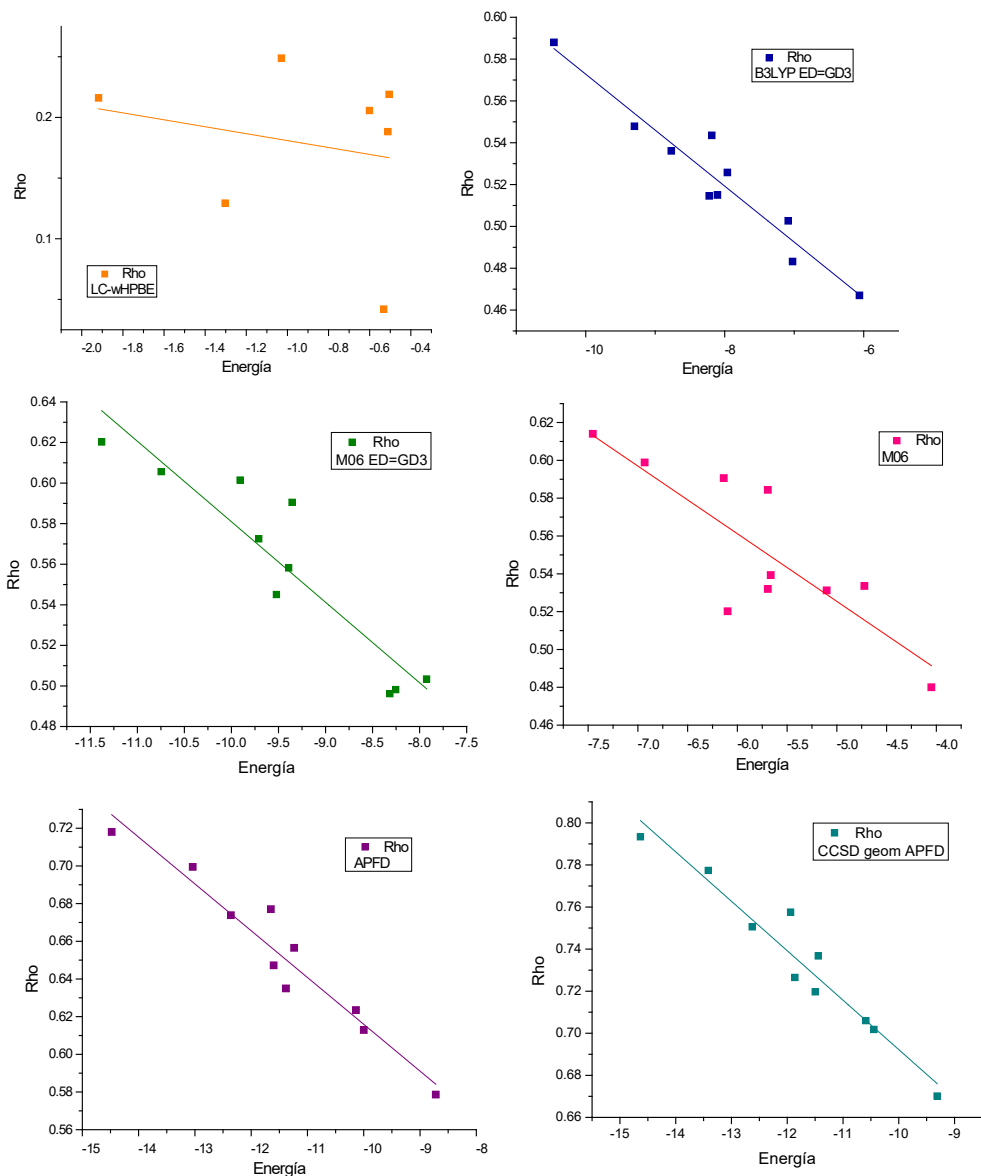 0.2
0.1
Rho
Rho
LC-wHPBE
-2.0 -1.8 -1.6 -1.4 -1.2 -1.0 -0.8 -0.6 -0.4
Energía
0.60
0.58
0.56
0.54
0.52
0.50
0.48
0.46
Rho
Rho
B3LYP ED=GD3
-10 -8 -6
Energía
0.64
0.62
0.60
0.58
0.56
0.54
0.52
0.50
0.48
Rho
Rho
M06 ED=GD3
-11.5 -11.0 -10.5 -10.0 -9.5 -9.0 -8.5 -8.0 -7.5
Energía
0.62
0.60
0.58
0.56
0.54
0.52
0.50
0.48
0.46
Rho
Rho
M06
-7.5 -7.0 -6.5 -6.0 -5.5 -5.0 -4.5 -4.0
Energía
0.72
0.70
0.68
0.66
0.64
0.62
0.60
0.58
0.56
Rho
Rho
APFD
-15 -14 -13 -12 -11 -10 -9 -8
Energía
0.80
0.78
0.76
0.74
0.72
0.70
0.68
0.66
Rho
Rho
CCSD geom APFD
-15 -14 -13 -12 -11 -10 -9
Energía